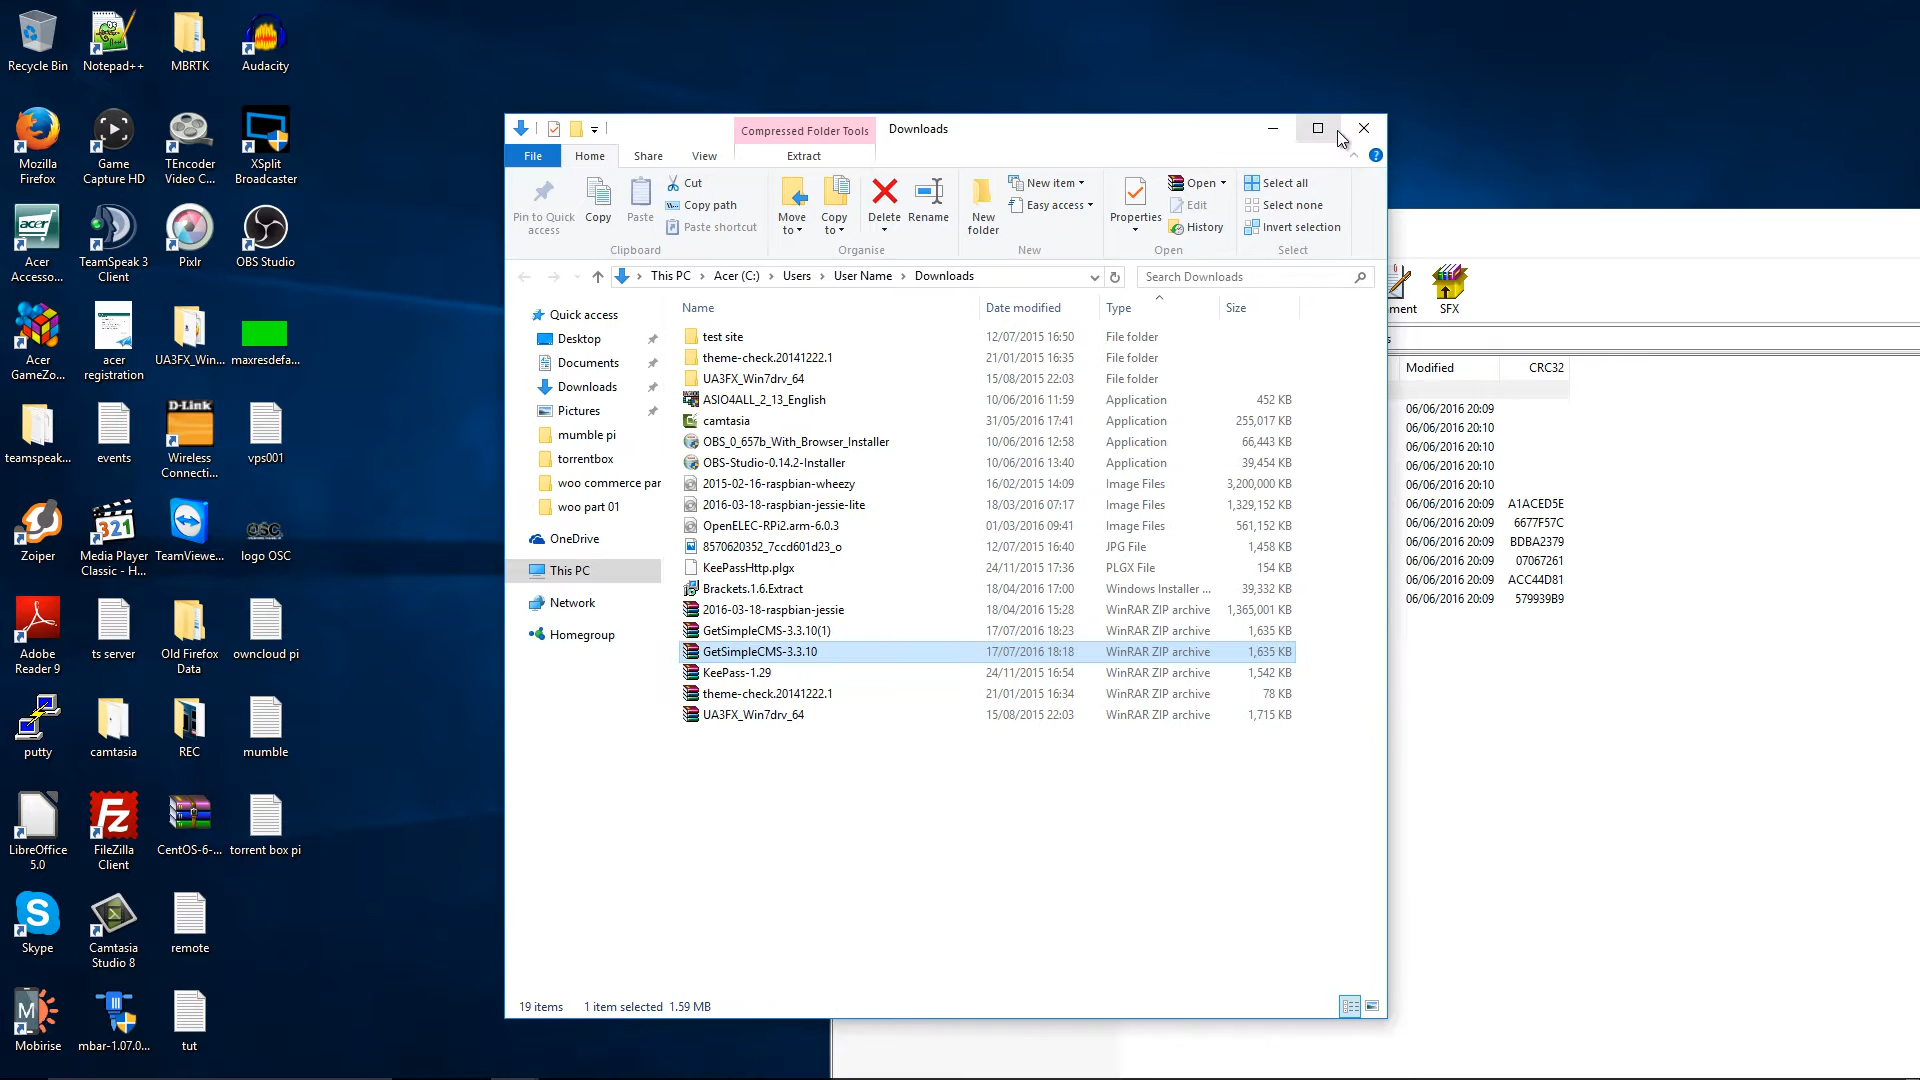 Recycle Bin
Notepad++
MBRTK
Audacity
Mozilla
Firefox
Game
Capture HD
TEncoder
Video C...
XSplit
Broadcaster
Acer
Accesso...
TeamSpeak 3
Client
Pixlr
OBS Studio
Acer
GameZo...
acer
registration
UA3FX_Win...
maxresdefa...
teamspeak...
events
Wireless
Connecti...
vps001
Zoiper
Media Player
Classic - H...
TeamViewe...
logo OSC
Adobe
Reader 9
ts server
Old Firefox
Data
owncloud pi
putty
camtasia
REC
mumble
LibreOffice
5.0
FileZilla
Client
CentOS-6-...
torrent box pi
Skype
Camtasia
Studio 8
remote
Mobirise
mbar-1.07.0...
tut
Compressed Folder Tools
Downloads
File
Home
Share
View
Extract
Pin to Quick
access
Copy
Paste
Cut
Copy path
Paste shortcut
Clipboard
Move
to
Copy
to
Delete
Rename
Organise
New
folder
New item
Easy access
New
Properties
Open
Edit
History
Open
Select all
Select none
Invert selection
Select
This PC > Acer (C:) > Users > User Name > Downloads
Search Downloads
Quick access
Desktop
Documents
Downloads
Pictures
mumble pi
torrentbox
woo commerce par
woo part 01
OneDrive
This PC
Network
Homegroup
Name Date modified Type Size
test site 12/07/2015 16:50 File folder
theme-check.20141222.1 21/01/2015 16:35 File folder
UA3FX_Win7drv_64 15/08/2015 22:03 File folder
ASIO4ALL_2_13_English 10/06/2016 11:59 Application 452 KB
camtasia 31/05/2016 17:41 Application 255,017 KB
OBS_0_657b_With_Browser_Installer 10/06/2016 12:58 Application 66,443 KB
OBS-Studio-0.14.2-Installer 10/06/2016 13:40 Application 39,454 KB
2015-02-16-raspbian-wheezy 16/02/2015 14:09 Image Files 3,200,000 KB
2016-03-18-raspbian-jessie-lite 18/03/2016 07:17 Image Files 1,329,152 KB
OpenELEC-RPi2.arm-6.0.3 01/03/2016 09:41 Image Files 561,152 KB
8570620352_7ccd601d23_o 12/07/2015 16:40 JPG File 1,458 KB
KeePassHttp.plgx 24/11/2015 17:36 PLGX File 154 KB
Brackets.1.6.Extract 18/04/2016 17:00 Windows Installer ... 39,332 KB
2016-03-18-raspbian-jessie 18/04/2016 15:28 WinRAR ZIP archive 1,365,001 KB
GetSimpleCMS-3.3.10(1) 17/07/2016 18:23 WinRAR ZIP archive 1,635 KB
GetSimpleCMS-3.3.10 17/07/2016 18:18 WinRAR ZIP archive 1,635 KB
KeePass-1.29 24/11/2015 16:54 WinRAR ZIP archive 1,542 KB
theme-check.20141222.1 21/01/2015 16:34 WinRAR ZIP archive 78 KB
UA3FX_Win7drv_64 15/08/2015 22:03 WinRAR ZIP archive 1,715 KB
19 items 1 item selected 1.59 MB
ment
SFX
s
Modified CRC32
06/06/2016 20:09
06/06/2016 20:10
06/06/2016 20:10
06/06/2016 20:10
06/06/2016 20:10
06/06/2016 20:09 A1ACED5E
06/06/2016 20:09 6677F57C
06/06/2016 20:09 BDBA2379
06/06/2016 20:09 07067261
06/06/2016 20:09 ACC44D81
06/06/2016 20:09 579939B9